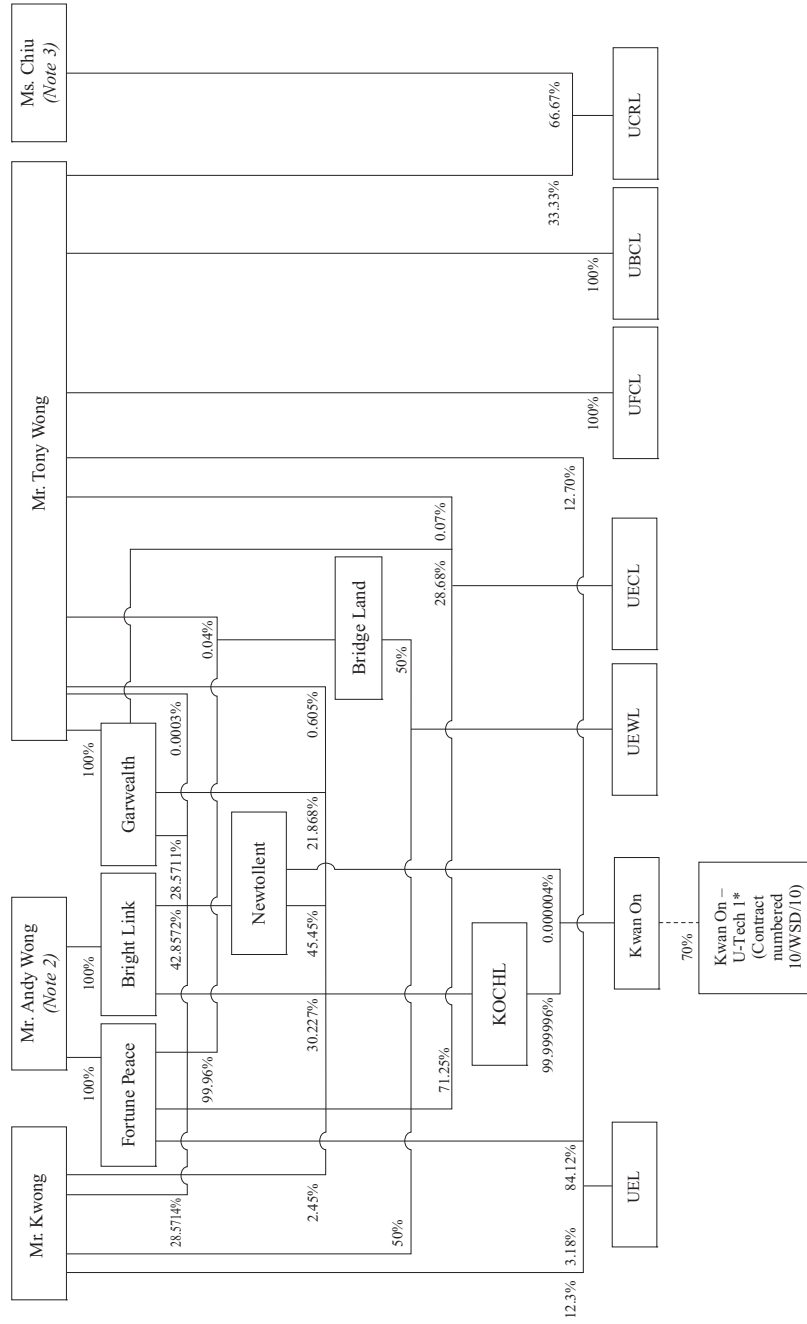 Mr. Kwong
Mr. Andy Wong
(Note 2)
Mr. Tony Wong
Ms. Chiu
(Note 3)
100%
100%
100%
Fortune Peace
Bright Link
Garwealth
28.5714%
42.8572%
28.5711%
0.0003%
99.96%
0.04%
Newtollent
2.45%
30.227%
45.45%
21.868%
0.605%
Bridge Land
50%
50%
71.25%
28.68%
0.07%
KOCHL
99.999996%
0.000004%
12.3%
3.18%
84.12%
12.70%
100%
100%
33.33%
66.67%
UEL
Kwan On
UEWL
UECL
UFCL
UBCL
UCRL
70%
Kwan On –
U-Tech 1*
(Contract
numbered
10/WSD/10)